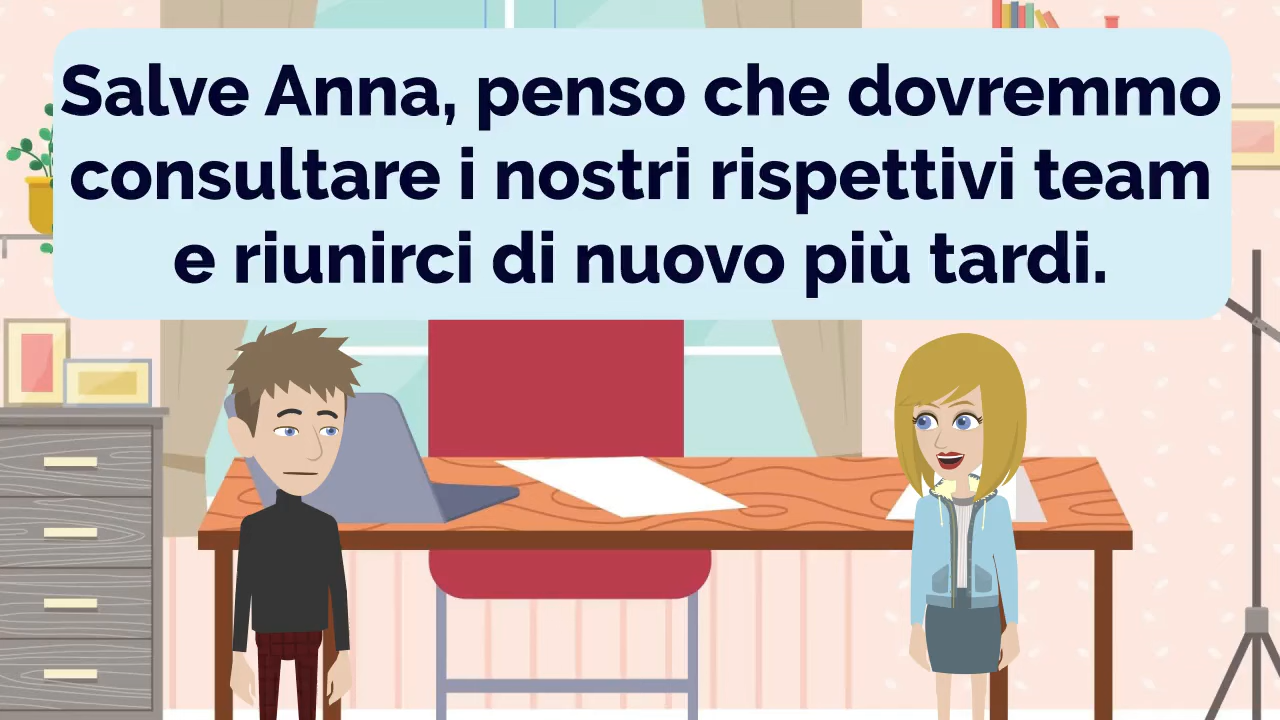 Salve Anna, penso che dovremmo
consultare i nostri rispettivi team
e riunirci di nuovo più tardi.